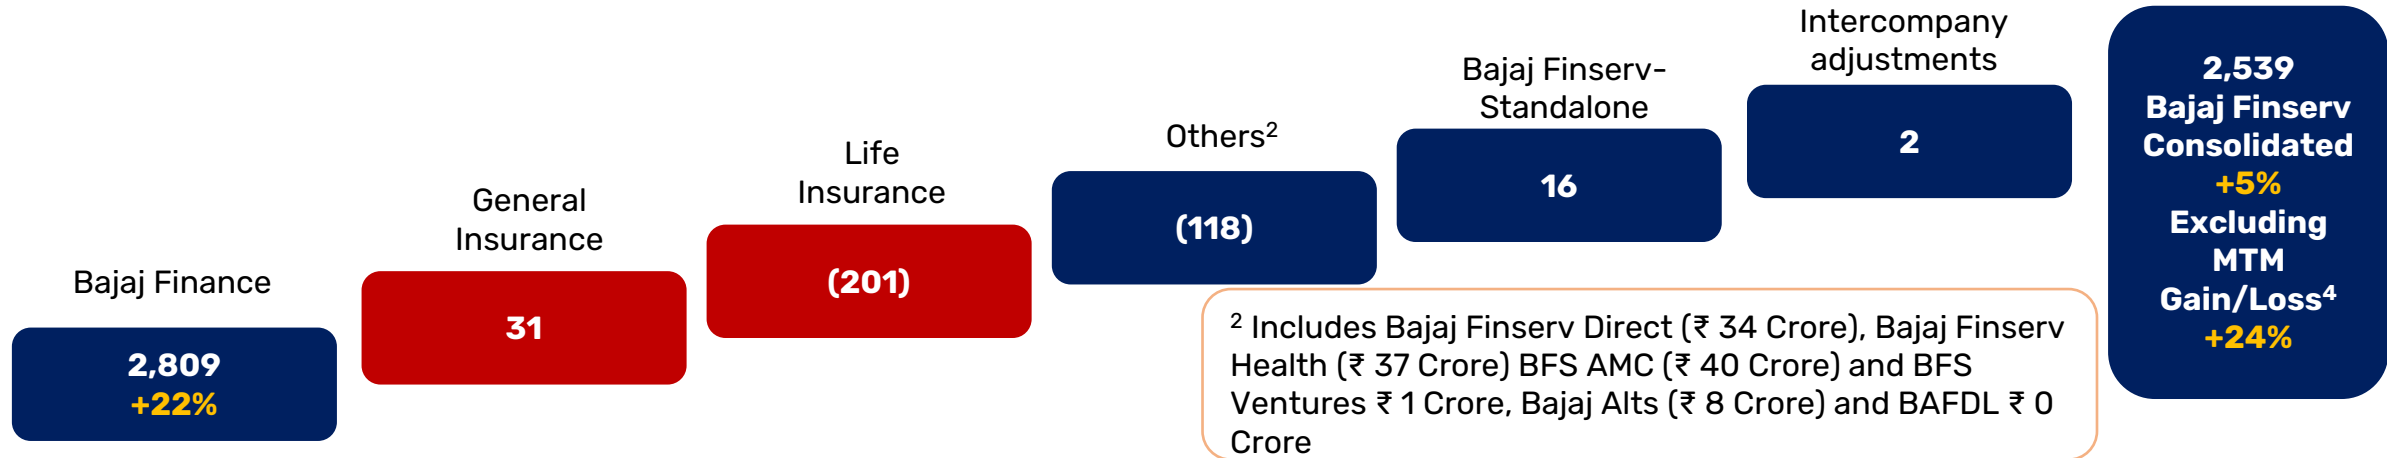 Bajaj Finance
2,809
+22%
General
Insurance
31
Life
Insurance
(201)
Others²
(118)
Bajaj Finserv-
Standalone
16
Intercompany
adjustments
2
2,539
Bajaj Finserv
Consolidated
+5%
Excluding
MTM
Gain/Loss⁴
+24%
² Includes Bajaj Finserv Direct (₹ 34 Crore), Bajaj Finserv
Health (₹ 37 Crore) BFS AMC (₹ 40 Crore) and BFS
Ventures ₹ 1 Crore, Bajaj Alts (₹ 8 Crore) and BAFDL ₹ 0
Crore